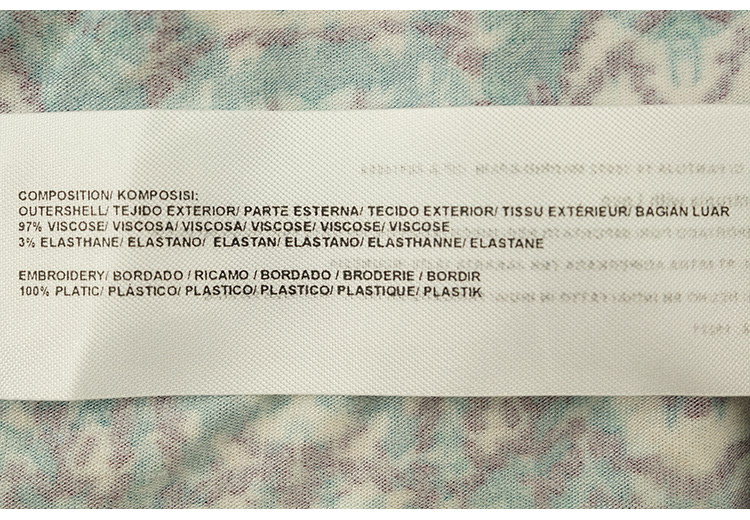 COMPOSITION/ KOMPOSISI:
OUTERSHELL/ TEJIDO EXTERIOR/ PARTE ESTERNA/ TECIDO EXTERIOR/ TISSU EXTÉRIEUR/ BAGIAN LUAR
97% VISCOSE/ VISCOSA/ VISCOSA/ VISCOSE/ VISCOSE/ VISCOSE
3% ELASTHANE/ ELASTANO/ ELASTAN/ ELASTANO/ ELASTHANNE/ ELASTANE
EMBROIDERY/ BORDADO / RICAMO / BORDADO / BRODERIE / BORDIR
100% PLATIC/ PLÁSTICO/ PLASTICO/ PLASTICO/ PLASTIQUE/ PLASTIK